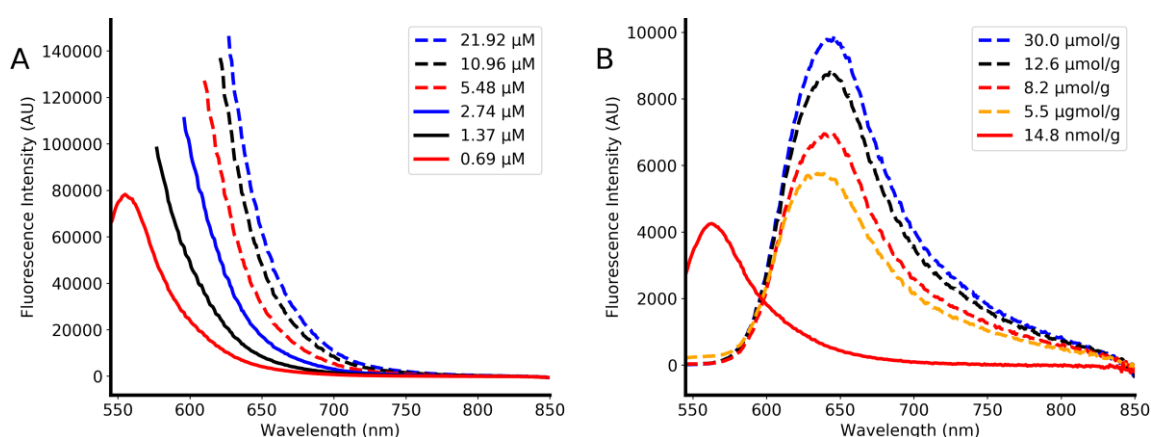 A
140000
120000
100000
80000
60000
40000
20000
0
Fluorescence Intensity (AU)
21.92 µM
10.96 µM
5.48 µM
2.74 µM
1.37 µM
0.69 µM
550 600 650 700 750 800 850
Wavelength (nm)
B
10000
8000
6000
4000
2000
0
Fluorescence Intensity (AU)
30.0 µmol/g
12.6 µmol/g
8.2 µmol/g
5.5 µgmol/g
14.8 nmol/g
550 600 650 700 750 800 850
Wavelength (nm)